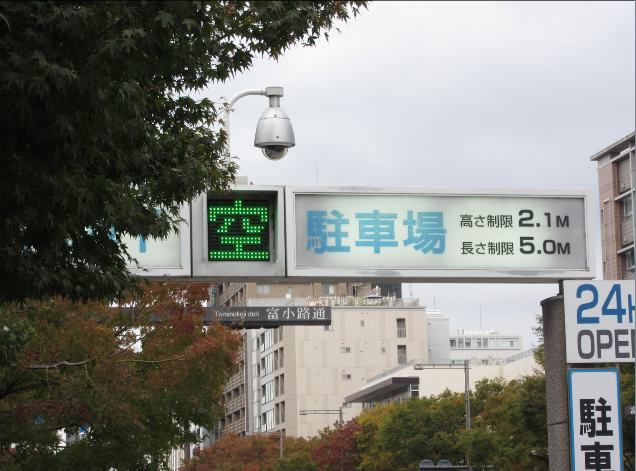 空
駐車場
高さ制限 2.1M
長さ制限 5.0M
Tominokoji dori 富小路通
24H
OPEN
駐車